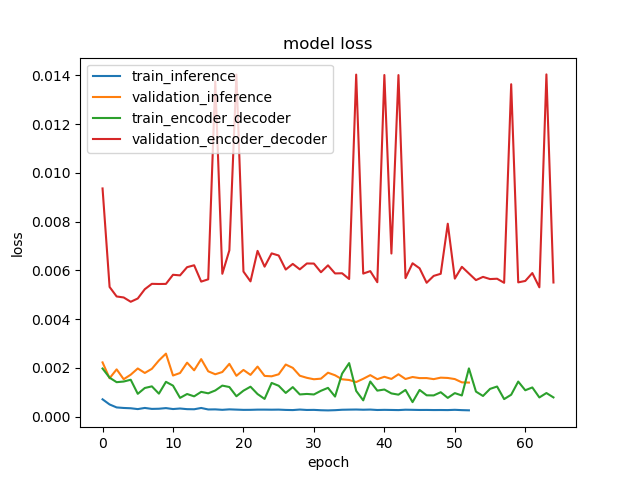 model loss
0.014
0.012
0.010
0.008
0.006
0.004
0.002
0.000
loss
train_inference
validation_inference
train_encoder_decoder
validation_encoder_decoder
0 10 20 30 40 50 60
epoch